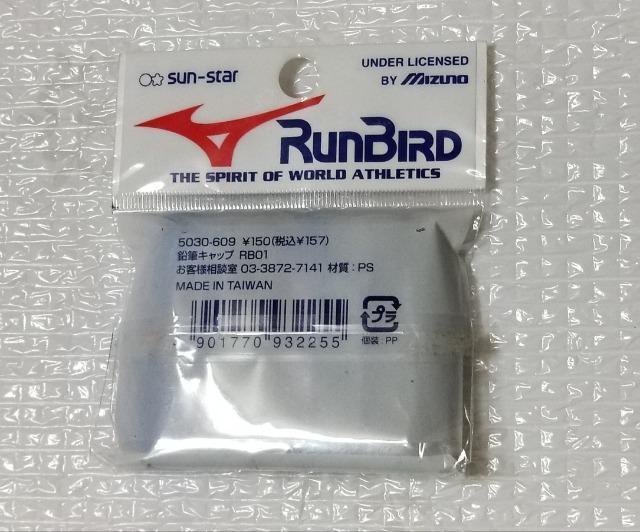 sun-star
UNDER LICENSED
BY MIZUNO
RUNBIRD
THE SPIRIT OF WORLD ATHLETICS
5030-609 ¥150(税込¥157)
鉛筆キャップ RB01
お客様相談室 03-3872-7141 材質:PS
MADE IN TAIWAN
4 901770 932255
プラ
個装:PP